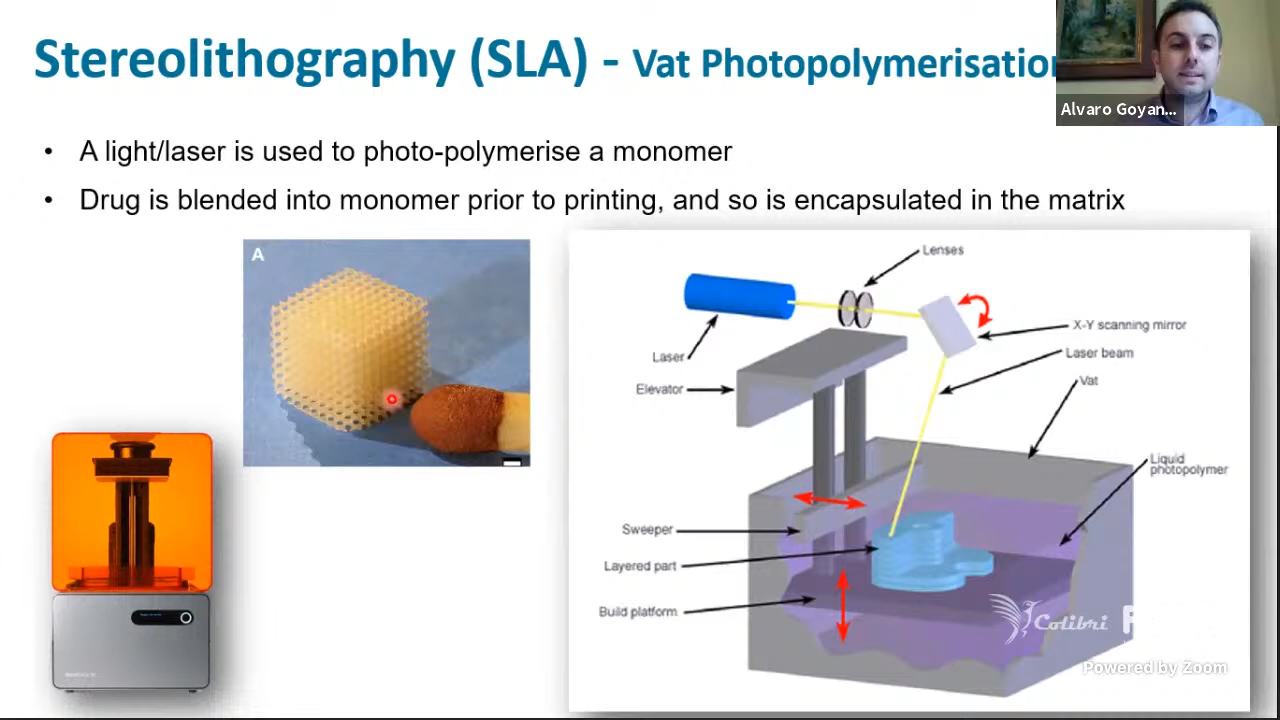 Stereolithography (SLA) - Vat Photopolymerisation
Alvaro Goyan...
• A light/laser is used to photo-polymerise a monomer
• Drug is blended into monomer prior to printing, and so is encapsulated in the matrix
A
Lenses
X-Y scanning mirror
Laser
Laser beam
Elevator
Vat
Liquid
photopolymer
Sweeper
Layered part
Build platform
Colibri
Powered by Zoom